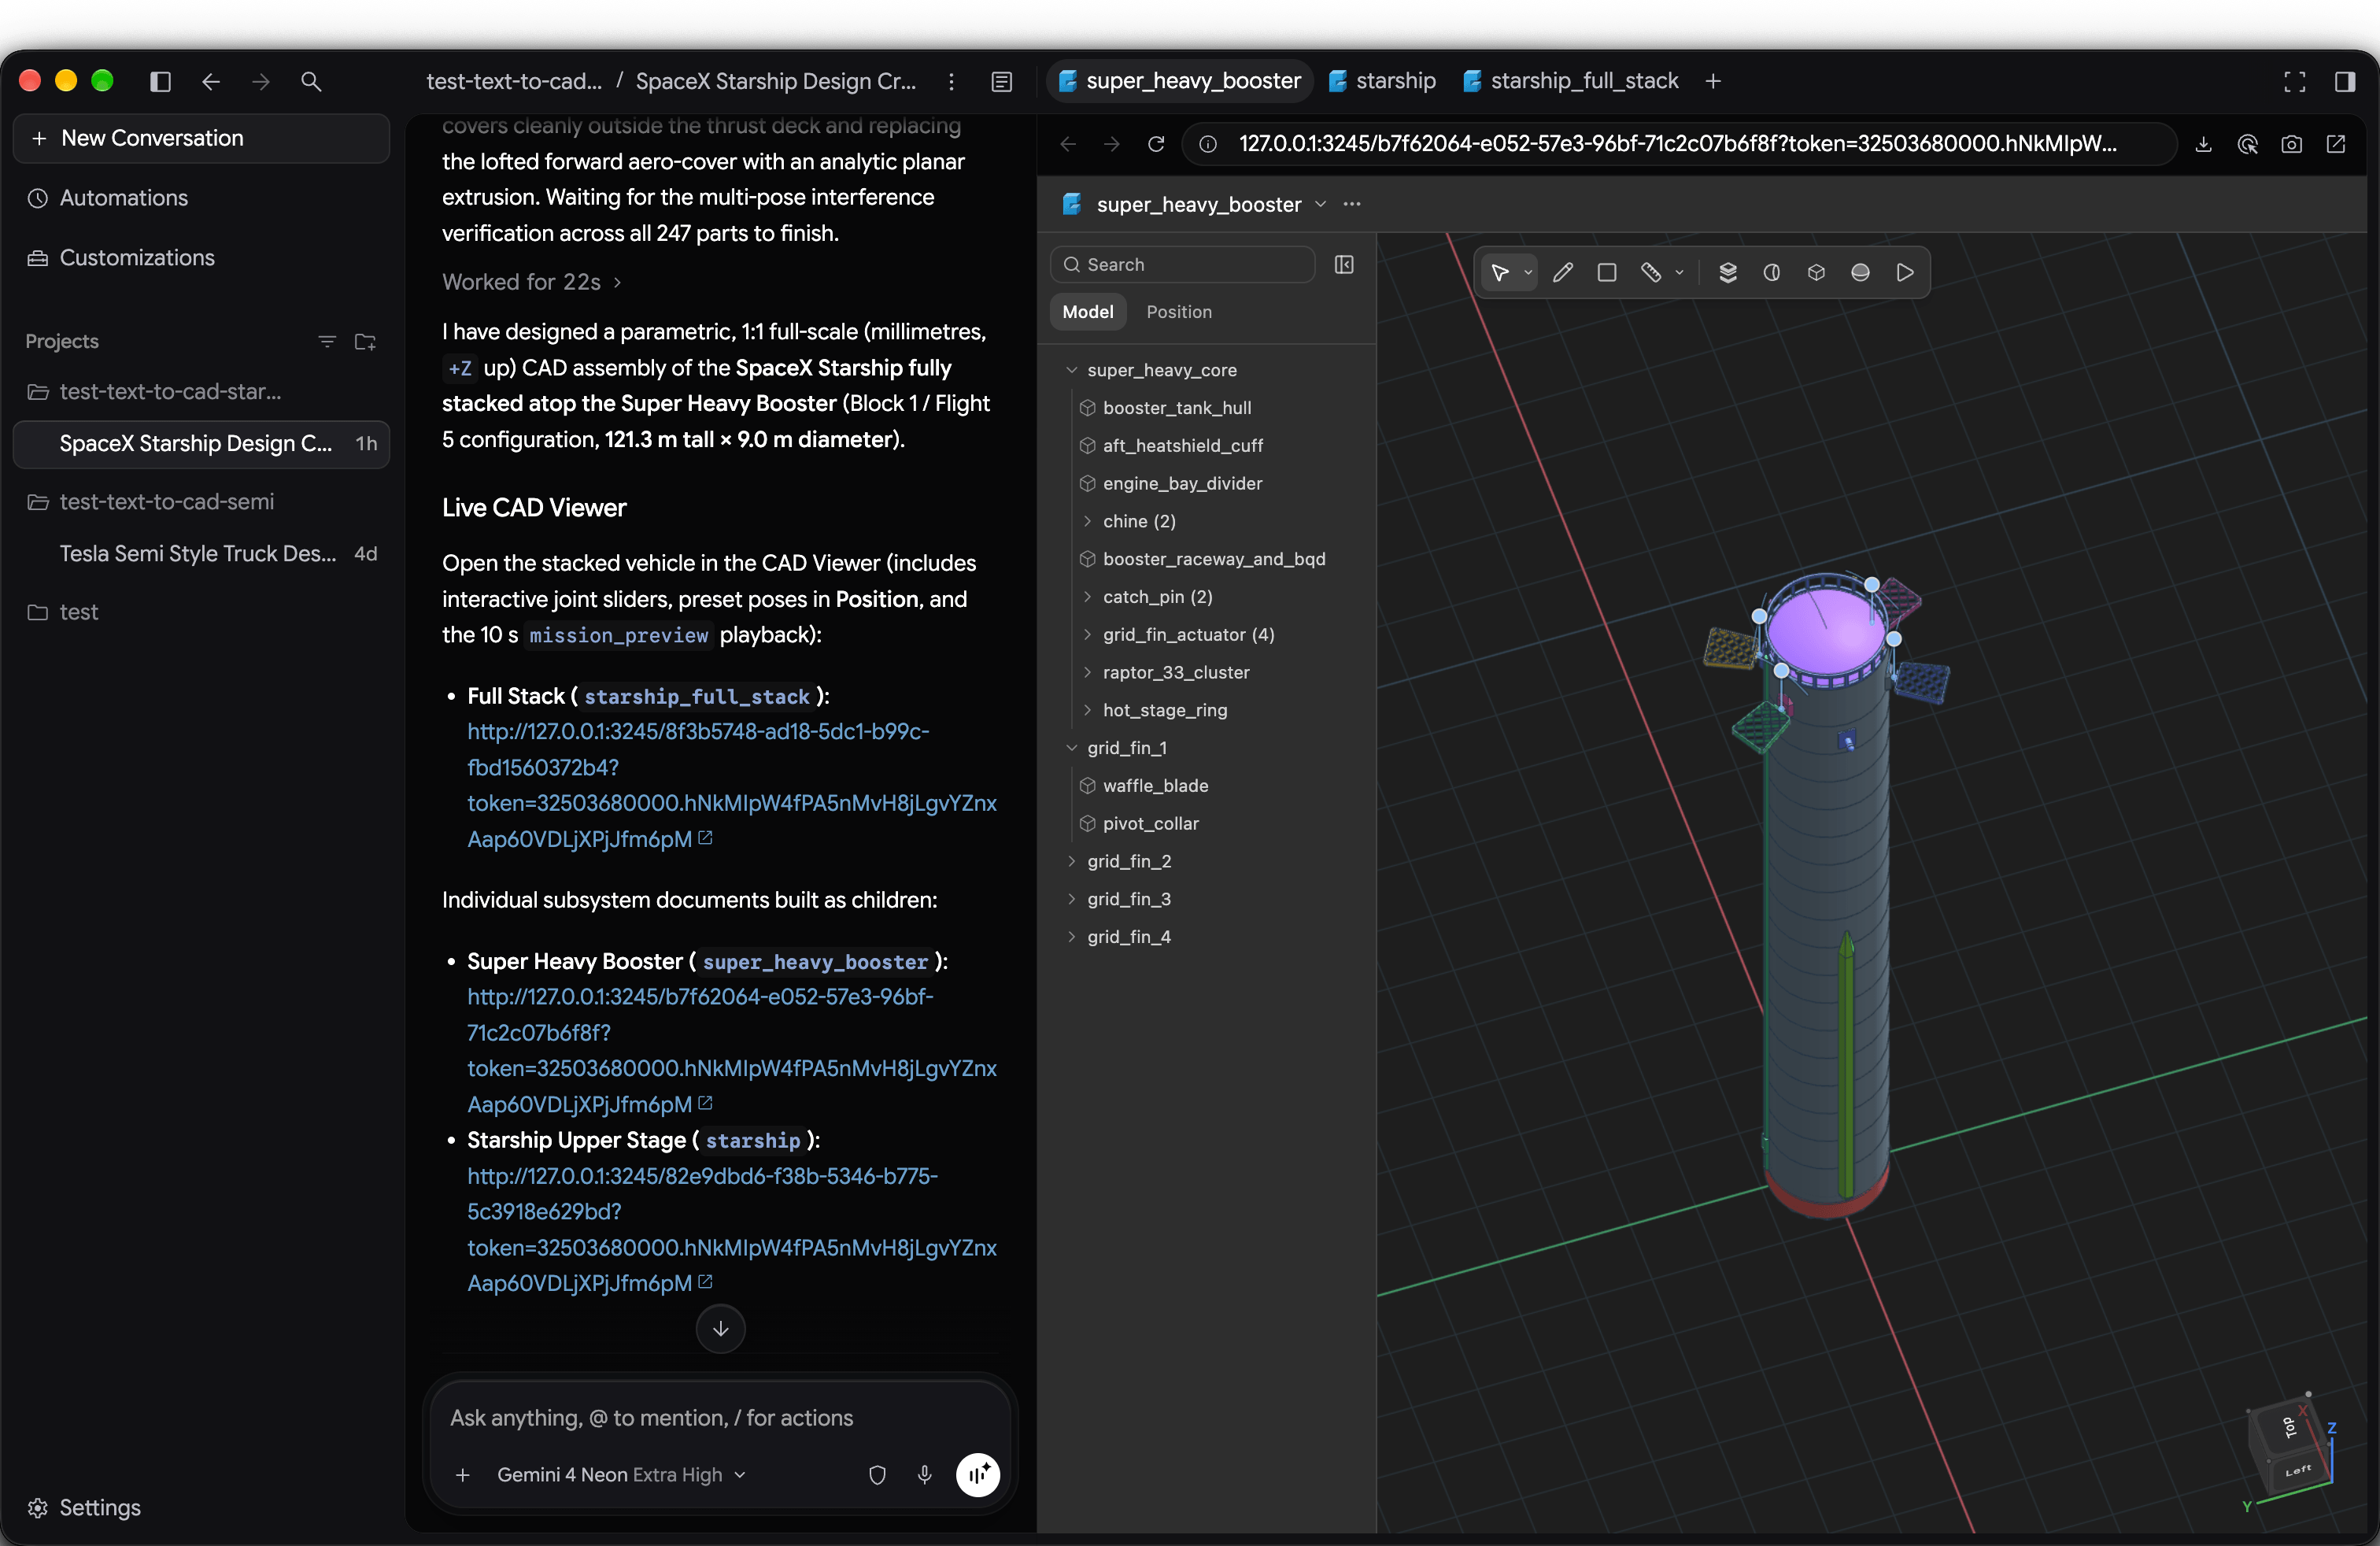 test-text-to-cad... / SpaceX Starship Design Cr...
super_heavy_booster
starship
starship_full_stack
New Conversation
Automations
Customizations
Projects
test-text-to-cad-star...
SpaceX Starship Design C... 1h
test-text-to-cad-semi
Tesla Semi Style Truck Des... 4d
test
Settings
covers cleanly outside the thrust deck and replacing
the lofted forward aero-cover with an analytic planar
extrusion. Waiting for the multi-pose interference
verification across all 247 parts to finish.
Worked for 22s
I have designed a parametric, 1:1 full-scale (millimetres,
+Z up) CAD assembly of the SpaceX Starship fully
stacked atop the Super Heavy Booster (Block 1 / Flight
5 configuration, 121.3 m tall × 9.0 m diameter).
Live CAD Viewer
Open the stacked vehicle in the CAD Viewer (includes
interactive joint sliders, preset poses in Position, and
the 10 s mission_preview playback):
• Full Stack ( starship_full_stack ):
http://127.0.0.1:3245/8f3b5748-ad18-5dc1-b99c-
fbd1560372b4?
token=32503680000.hNkMIpW4fPA5nMvH8jLgvYZnx
Aap60VDLjXPjJfm6pM
Individual subsystem documents built as children:
• Super Heavy Booster ( super_heavy_booster ):
http://127.0.0.1:3245/b7f62064-e052-57e3-96bf-
71c2c07b6f8f?
token=32503680000.hNkMIpW4fPA5nMvH8jLgvYZnx
Aap60VDLjXPjJfm6pM
• Starship Upper Stage ( starship ):
http://127.0.0.1:3245/82e9dbd6-f38b-5346-b775-
5c3918e629bd?
token=32503680000.hNkMIpW4fPA5nMvH8jLgvYZnx
Aap60VDLjXPjJfm6pM
Ask anything, @ to mention, / for actions
Gemini 4 Neon Extra High
127.0.0.1:3245/b7f62064-e052-57e3-96bf-71c2c07b6f8f?token=32503680000.hNkMIpW...
super_heavy_booster
Search
Model
Position
super_heavy_core
booster_tank_hull
aft_heatshield_cuff
engine_bay_divider
chine (2)
booster_raceway_and_bqd
catch_pin (2)
grid_fin_actuator (4)
raptor_33_cluster
hot_stage_ring
grid_fin_1
waffle_blade
pivot_collar
grid_fin_2
grid_fin_3
grid_fin_4
Top
Left
X
Z
Y